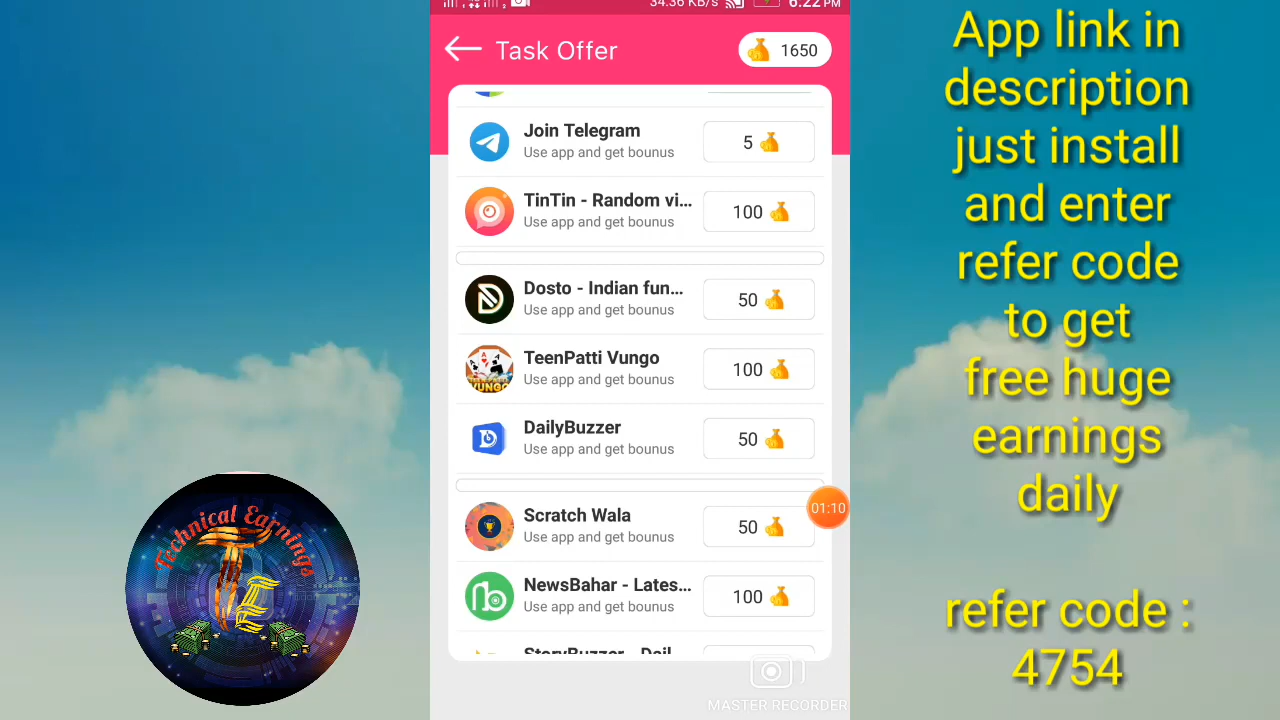 34.36 KB/s
6:22 PM
Task Offer
1650
Join Telegram
Use app and get bounus
5
TinTin - Random vi...
Use app and get bounus
100
Dosto - Indian fun...
Use app and get bounus
50
TeenPatti Vungo
Use app and get bounus
100
DailyBuzzer
Use app and get bounus
50
01:10
Scratch Wala
Use app and get bounus
50
NewsBahar - Lates...
Use app and get bounus
100
StoryBuzzer - Dail
MASTER RECORDER
Technical Earnings
App link in
description
just install
and enter
refer code
to get
free huge
earnings
daily
refer code :
4754